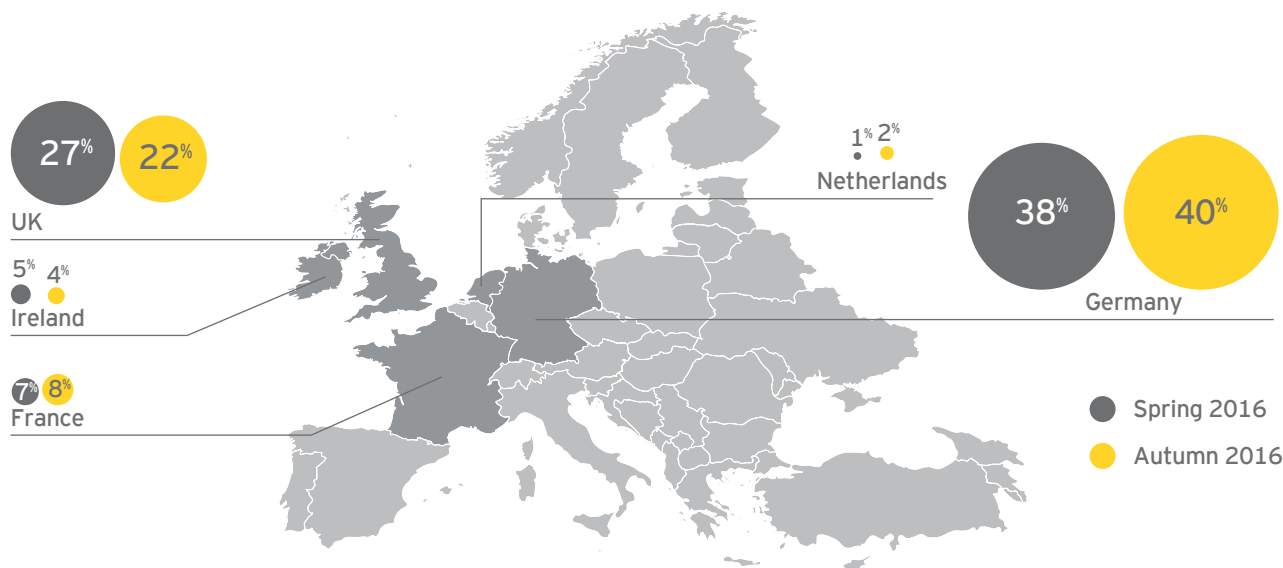 27% 22%
UK
5% 4%
Ireland
7% 8%
France
1% 2%
Netherlands
38% 40%
Germany
Spring 2016
Autumn 2016